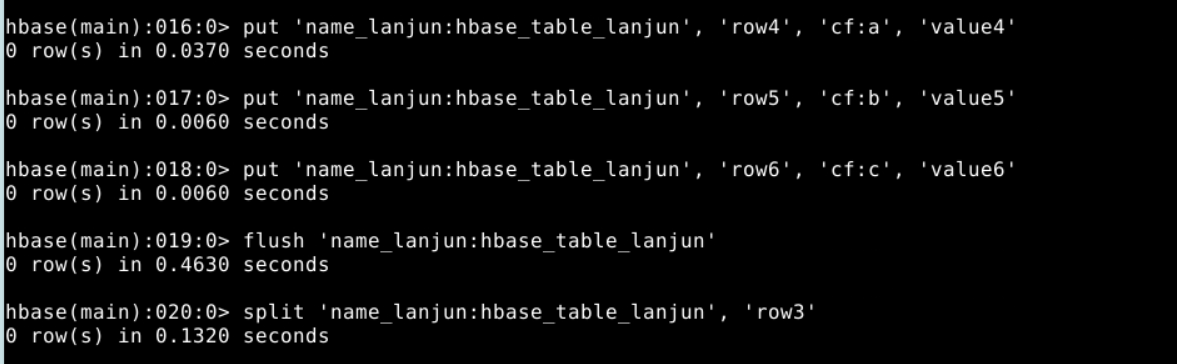 hbase(main):016:0> put 'name_lanjun:hbase_table_lanjun', 'row4', 'cf:a', 'value4'
0 row(s) in 0.0370 seconds
hbase(main):017:0> put 'name_lanjun:hbase_table_lanjun', 'row5', 'cf:b', 'value5'
0 row(s) in 0.0060 seconds
hbase(main):018:0> put 'name_lanjun:hbase_table_lanjun', 'row6', 'cf:c', 'value6'
0 row(s) in 0.0060 seconds
hbase(main):019:0> flush 'name_lanjun:hbase_table_lanjun'
0 row(s) in 0.4630 seconds
hbase(main):020:0> split 'name_lanjun:hbase_table_lanjun', 'row3'
0 row(s) in 0.1320 seconds